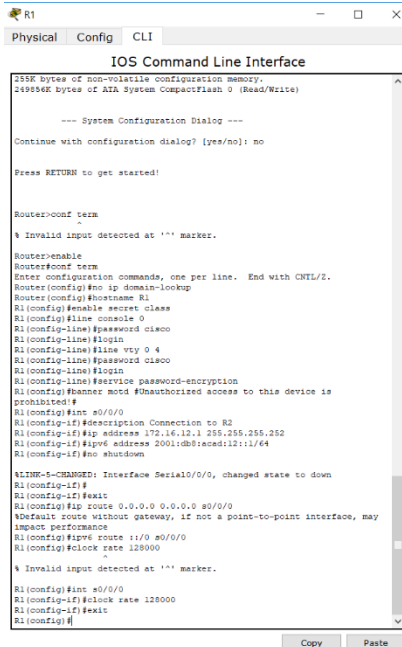 R1
Physical Config CLI
IOS Command Line Interface
255K bytes of non-volatile configuration memory.
249856K bytes of ATA System CompactFlash 0 (Read/Write)
--- System Configuration Dialog ---
Continue with configuration dialog? [yes/no]: no
Press RETURN to get started!
Router>conf term
^
% Invalid input detected at '^' marker.
Router>enable
Router#conf term
Enter configuration commands, one per line.  End with CNTL/Z.
Router(config)#no ip domain-lookup
Router(config)#hostname R1
R1(config)#enable secret class
R1(config)#line console 0
R1(config-line)#password cisco
R1(config-line)#login
R1(config-line)#line vty 0 4
R1(config-line)#password cisco
R1(config-line)#login
R1(config-line)#service password-encryption
R1(config)#banner motd #Unauthorized access to this device is
prohibited!#
R1(config)#int s0/0/0
R1(config-if)#description Connection to R2
R1(config-if)#ip address 172.16.12.1 255.255.255.252
R1(config-if)#ipv6 address 2001:db8:acad:12::1/64
R1(config-if)#no shutdown
%LINK-5-CHANGED: Interface Serial0/0/0, changed state to down
R1(config-if)#
R1(config-if)#exit
R1(config)#ip route 0.0.0.0 0.0.0.0 s0/0/0
%Default route without gateway, if not a point-to-point interface, may
impact performance
R1(config)#ipv6 route ::/0 s0/0/0
R1(config)#clock rate 128000
^
% Invalid input detected at '^' marker.
R1(config)#int s0/0/0
R1(config-if)#clock rate 128000
R1(config-if)#exit
R1(config)#
Copy Paste